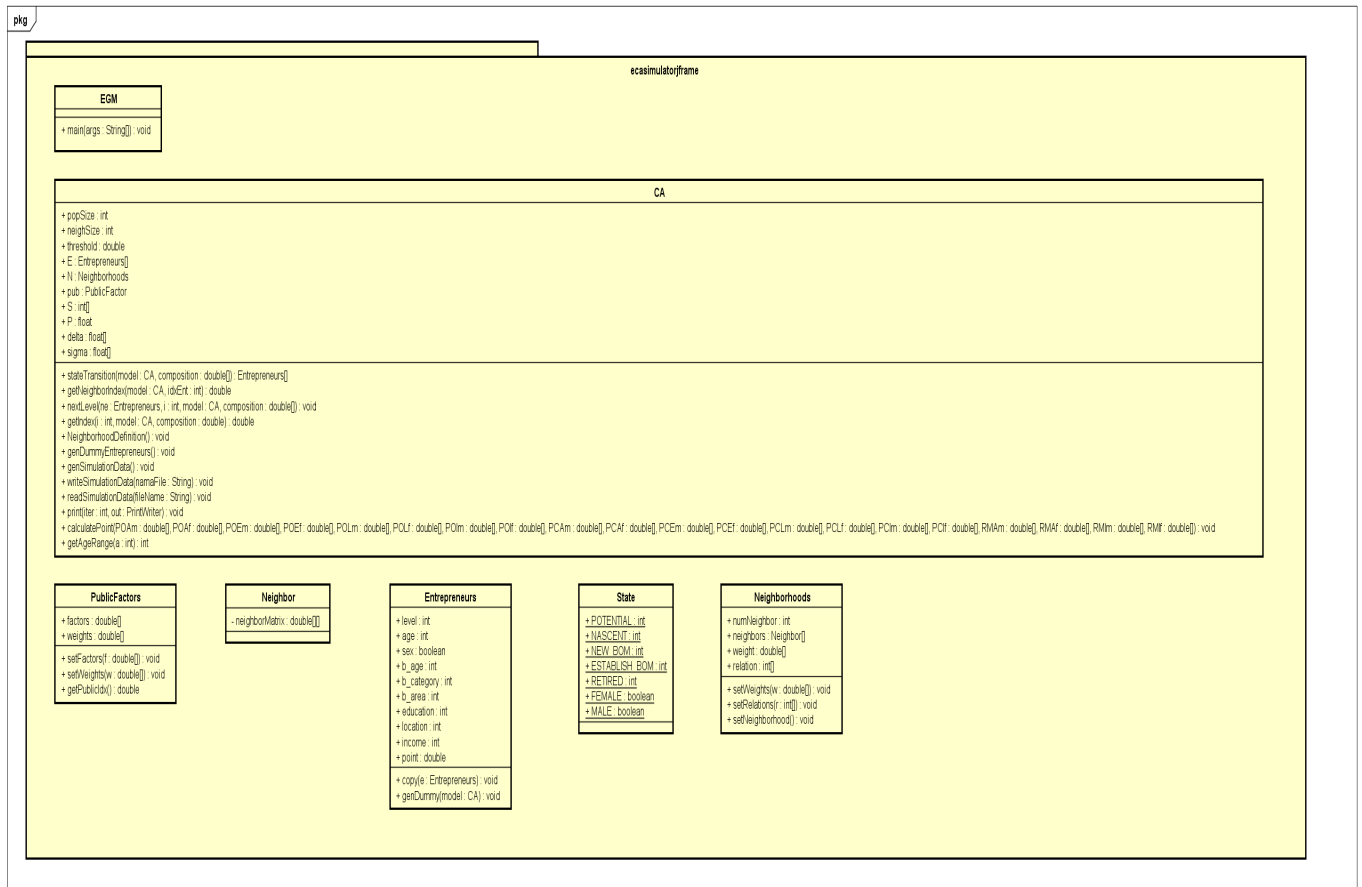 pkg
ecasimulatorjframe
EGM
+ main(args : String[]) : void
CA
+ popSize : int
+ neighSize : int
+ threshold : double
+ E : Entrepreneurs[]
+ N : Neighborhoods
+ pub : PublicFactor
+ S : int[]
+ P : float
+ delta : float[]
+ sigma : float[]
+ stateTransition(model : CA, composition : double[]) : Entrepreneurs[]
+ getNeighborIndex(model : CA, idxEnt : int) : double
+ nextLevel(ne : Entrepreneurs, i : int, model : CA, composition : double[]) : void
+ getIndex(i : int, model : CA, composition : double) : double
+ NeighborhoodDefinition() : void
+ genDummyEntrepreneurs() : void
+ genSimulationData() : void
+ writeSimulationData(namaFile : String) : void
+ readSimulationData(fileName : String) : void
+ print(iter : int, out : PrintWriter) : void
+ calculatePoint(POAm : double[], POAf : double[], POEm : double[], POEf : double[], POLm : double[], POLf : double[], POIm : double[], POIf : double[], PCAm : double[], PCAf : double[], PCEm : double[], PCEf : double[], PCLm : double[], PCLf : double[], PCIm : double[], PCIf : double[], RMAm : double[], RMAf : double[], RMIm : double[], RMIf : double[]) : void
+ getAgeRange(a : int) : int
PublicFactors
+ factors : double[]
+ weights : double[]
+ setFactors(f : double[]) : void
+ setWeights(w : double[]) : void
+ getPublicIdx() : double
Neighbor
- neighborMatrix : double[][]
Entrepreneurs
+ level : int
+ age : int
+ sex : boolean
+ b_age : int
+ b_category : int
+ b_area : int
+ education : int
+ location : int
+ income : int
+ point : double
+ copy(e : Entrepreneurs) : void
+ genDummy(model : CA) : void
State
+ POTENTIAL : int
+ NASCENT : int
+ NEW_BOM : int
+ ESTABLISH_BOM : int
+ RETIRED : int
+ FEMALE : boolean
+ MALE : boolean
Neighborhoods
+ numNeighbor : int
+ neighbors : Neighbor[]
+ weight : double[]
+ relation : int[]
+ setWeights(w : double[]) : void
+ setRelations(r : int[]) : void
+ setNeighborhood() : void